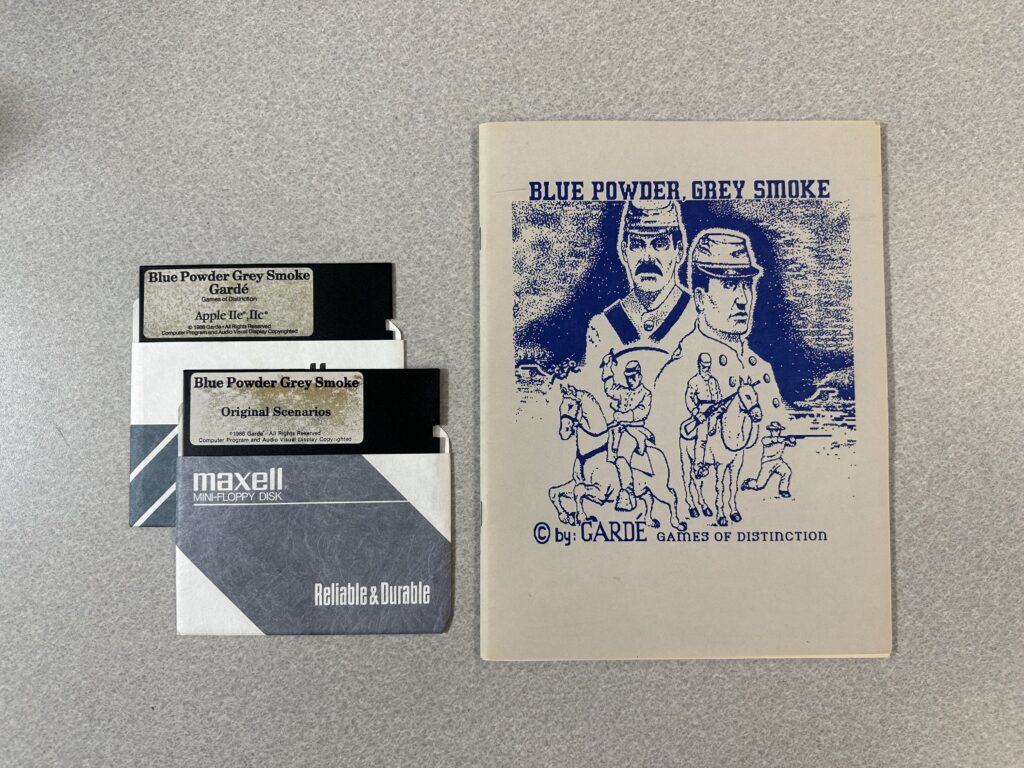 Blue Powder Grey Smoke
Gardé
Games of Distinction
Apple IIe*,IIc*
© 1986 Gardé - All Rights Reserved
Computer Program and Audio Visual Display Copyrighted
Blue Powder Grey Smoke
Original Scenarios
©1986 Garde´ - All Rights Reserved
Computer Program and Audio Visual Display Copyrighted
maxell
MINI-FLOPPY DISK
Reliable & Durable
BLUE POWDER, GREY SMOKE
© by: GARDÉ GAMES OF DISTINCTION